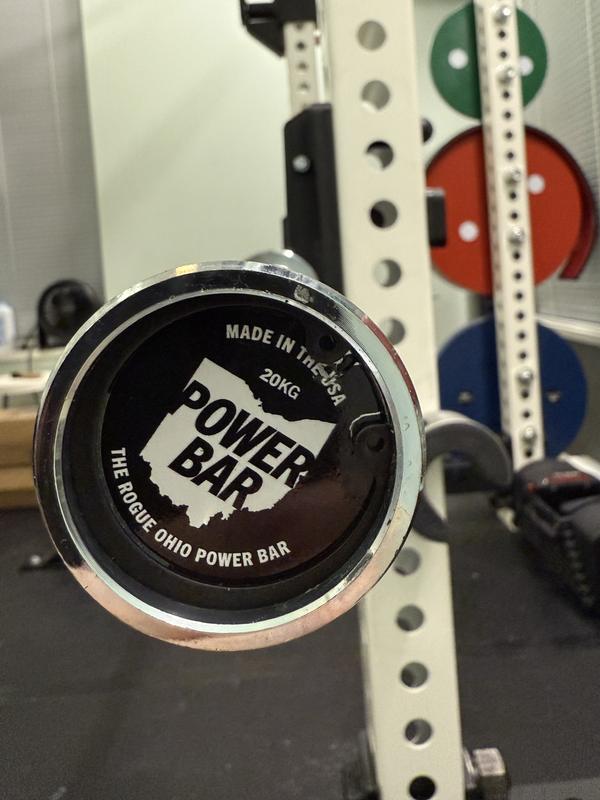 MADE IN THE USA
20KG
POWER
BAR
THE ROGUE OHIO POWER BAR